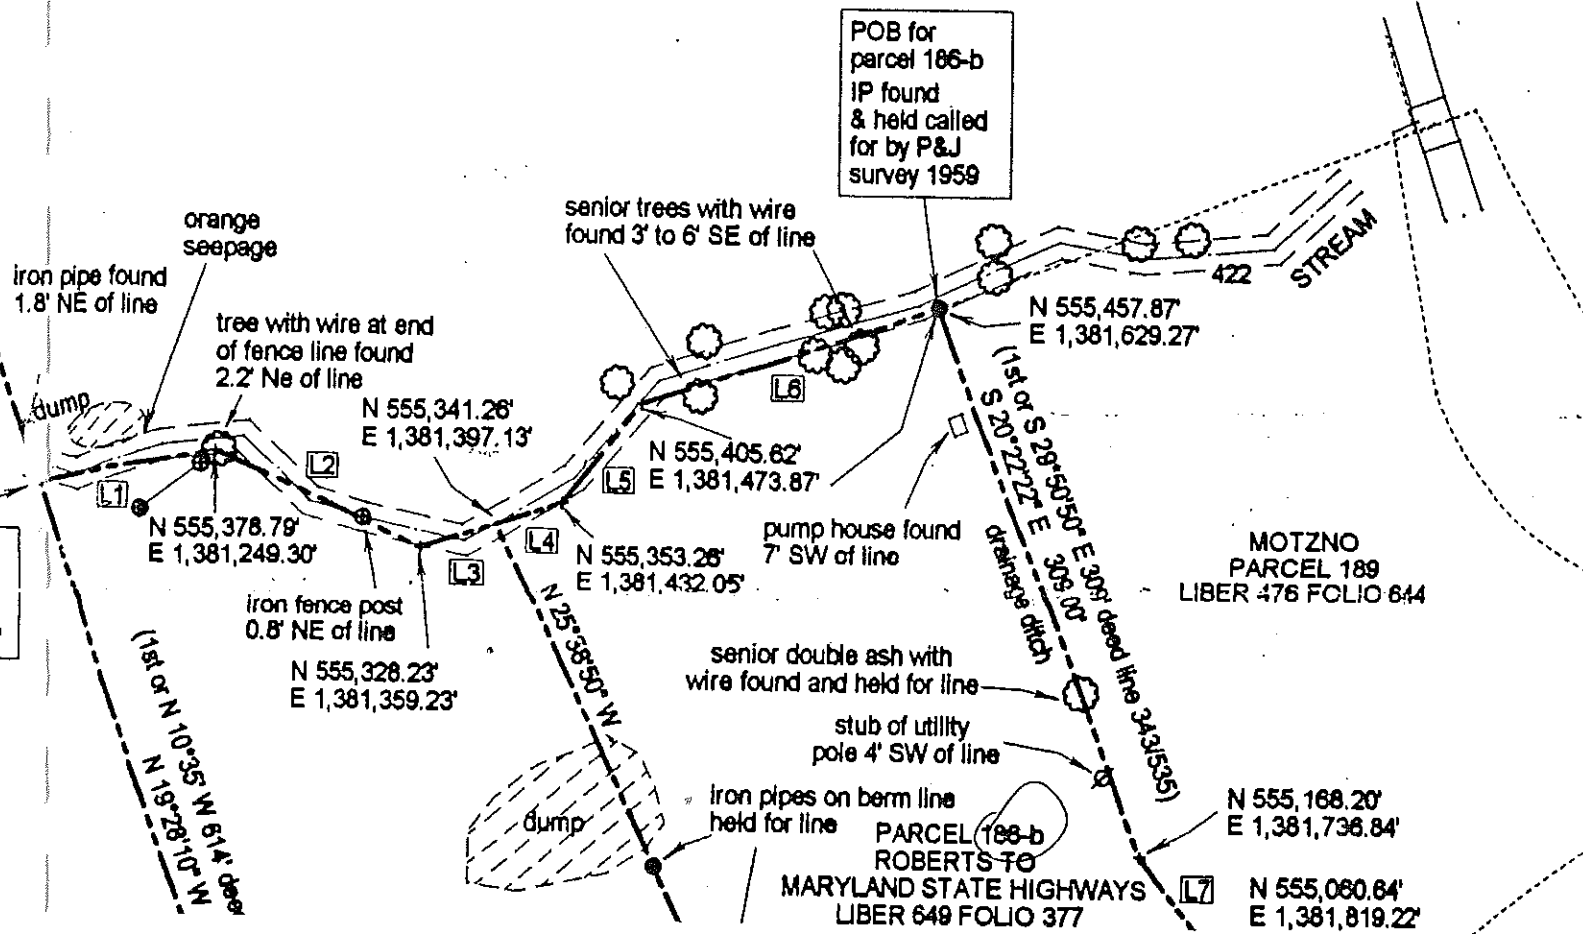 POB for
parcel 186-b
IP found
& held called
for by P&J
survey 1959
senior trees with wire
found 3' to 6' SE of line
orange
seepage
iron pipe found
1.8' NE of line
tree with wire at end
of fence line found
2.2' Ne of line
dump
STREAM
422
N 555,457.87'
E 1,381,629.27'
N 555,341.26'
E 1,381,397.13'
L6
N 555,405.62'
E 1,381,473.87'
L2
L5
L1
N 555,378.79'
E 1,381,249.30'
L4
L3
N 555,353.26'
E 1,381,432.05'
pump house found
7' SW of line
(1st or S 29°50'50" E 309' deed line 343/535)
S 20°22'22" E 309.00'
drainage ditch
MOTZNO
PARCEL 189
LIBER 476 FOLIO 644
iron fence post
0.8' NE of line
N 555,328.23'
E 1,381,359.23'
N 25°38'50" W
(1st or N 10°35' W 614' deed
N 19°26'10" W
senior double ash with
wire found and held for line
stub of utility
pole 4' SW of line
dump
iron pipes on berm line
held for line
PARCEL 186-b
ROBERTS TO
MARYLAND STATE HIGHWAYS
LIBER 649 FOLIO 377
N 555,168.20'
E 1,381,736.84'
L7
N 555,060.64'
E 1,381,819.22'